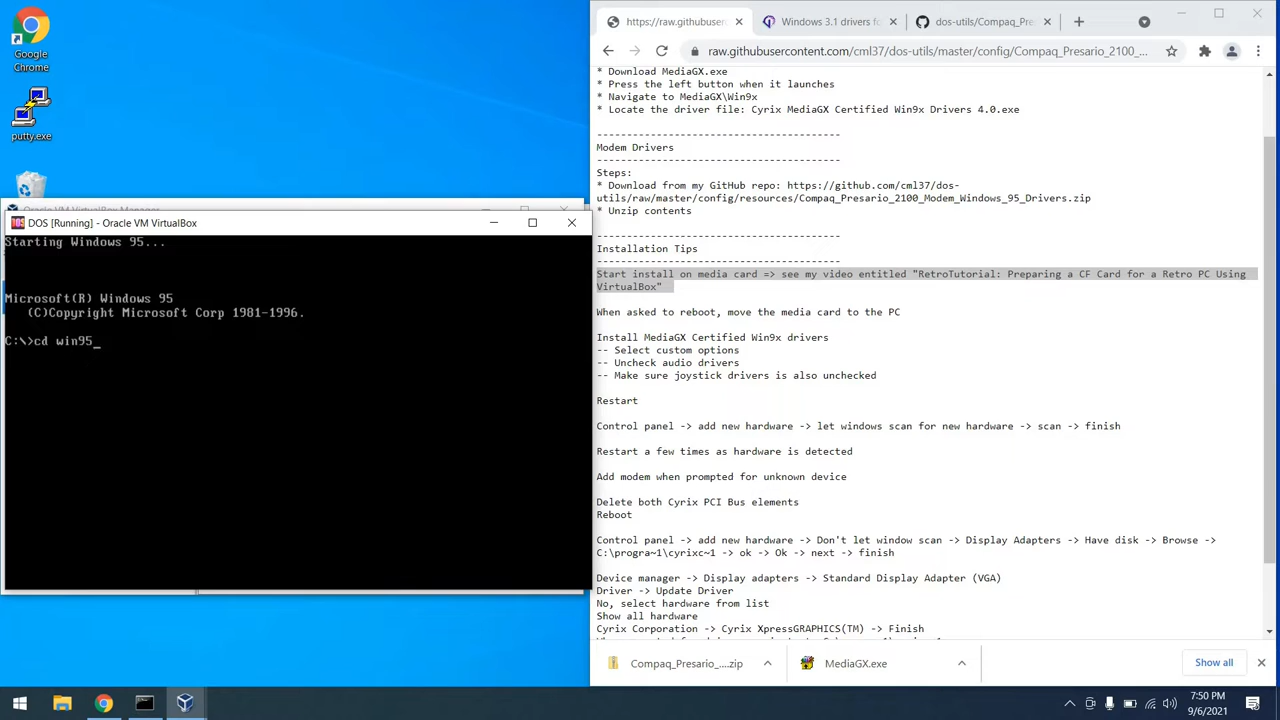 Google
Chrome
putty.exe
Oracle VM VirtualBox Manager
DOS [Running] - Oracle VM VirtualBox
Starting Windows 95...
Microsoft(R) Windows 95
(C)Copyright Microsoft Corp 1981-1996.
C:\>cd win95_
https://raw.githubuserc
Windows 3.1 drivers fo
dos-utils/Compaq_Pres
raw.githubusercontent.com/cml37/dos-utils/master/config/Compaq_Presario_2100_...
* Download MediaGX.exe
* Press the left button when it launches
* Navigate to MediaGX\Win9x
* Locate the driver file: Cyrix MediaGX Certified Win9x Drivers 4.0.exe
-----------------------------------------
Modem Drivers
-----------------------------------------
Steps:
* Download from my GitHub repo: https://github.com/cml37/dos-
utils/raw/master/config/resources/Compaq_Presario_2100_Modem_Windows_95_Drivers.zip
* Unzip contents
-----------------------------------------
Installation Tips
-----------------------------------------
Start install on media card => see my video entitled "RetroTutorial: Preparing a CF Card for a Retro PC Using
VirtualBox"
When asked to reboot, move the media card to the PC
Install MediaGX Certified Win9x drivers
-- Select custom options
-- Uncheck audio drivers
-- Make sure joystick drivers is also unchecked
Restart
Control panel -> add new hardware -> let windows scan for new hardware -> scan -> finish
Restart a few times as hardware is detected
Add modem when prompted for unknown device
Delete both Cyrix PCI Bus elements
Reboot
Control panel -> add new hardware -> Don't let window scan -> Display Adapters -> Have disk -> Browse ->
C:\progra~1\cyrixc~1 -> ok -> Ok -> next -> finish
Device manager -> Display adapters -> Standard Display Adapter (VGA)
Driver -> Update Driver
No, select hardware from list
Show all hardware
Cyrix Corporation -> Cyrix XpressGRAPHICS(TM) -> Finish
Compaq_Presario_....zip
MediaGX.exe
Show all
7:50 PM
9/6/2021